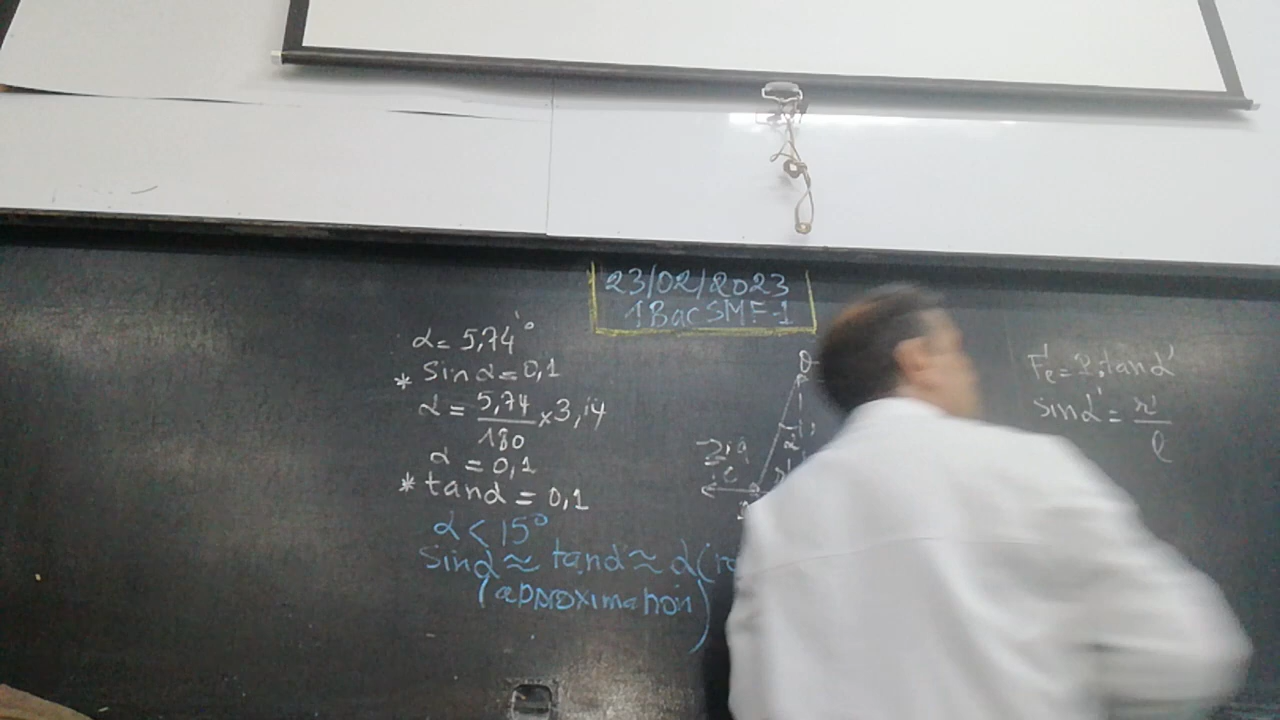 23/02/2023
1Bac SMF-1
α = 5,74°
* sin α = 0,1
α = 5,74/180 × 3,14
α = 0,1
* tan α = 0,1
α < 15°
sin α ≈ tan α ≈ α (
(approximation)
α
F'e = P. tan α'
sin α' = r'/l